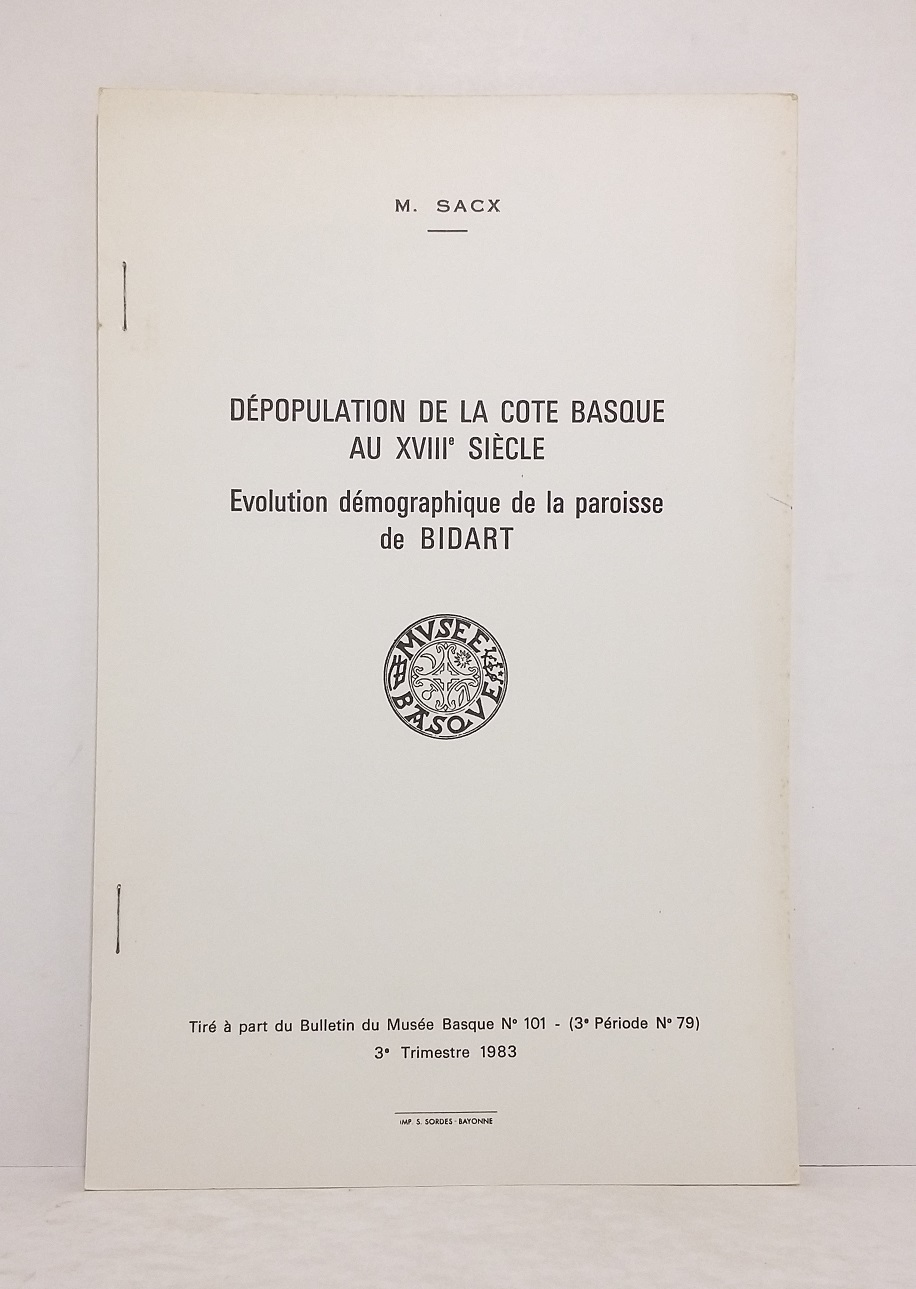 M. SACX
DÉPOPULATION DE LA COTE BASQUE
AU XVIIIe SIÈCLE
Evolution démographique de la paroisse
de BIDART
MVSEE
BASQVE
Tiré à part du Bulletin du Musée Basque N° 101 - (3e Période N° 79)
3e Trimestre 1983
IMP. S. SORDES - BAYONNE